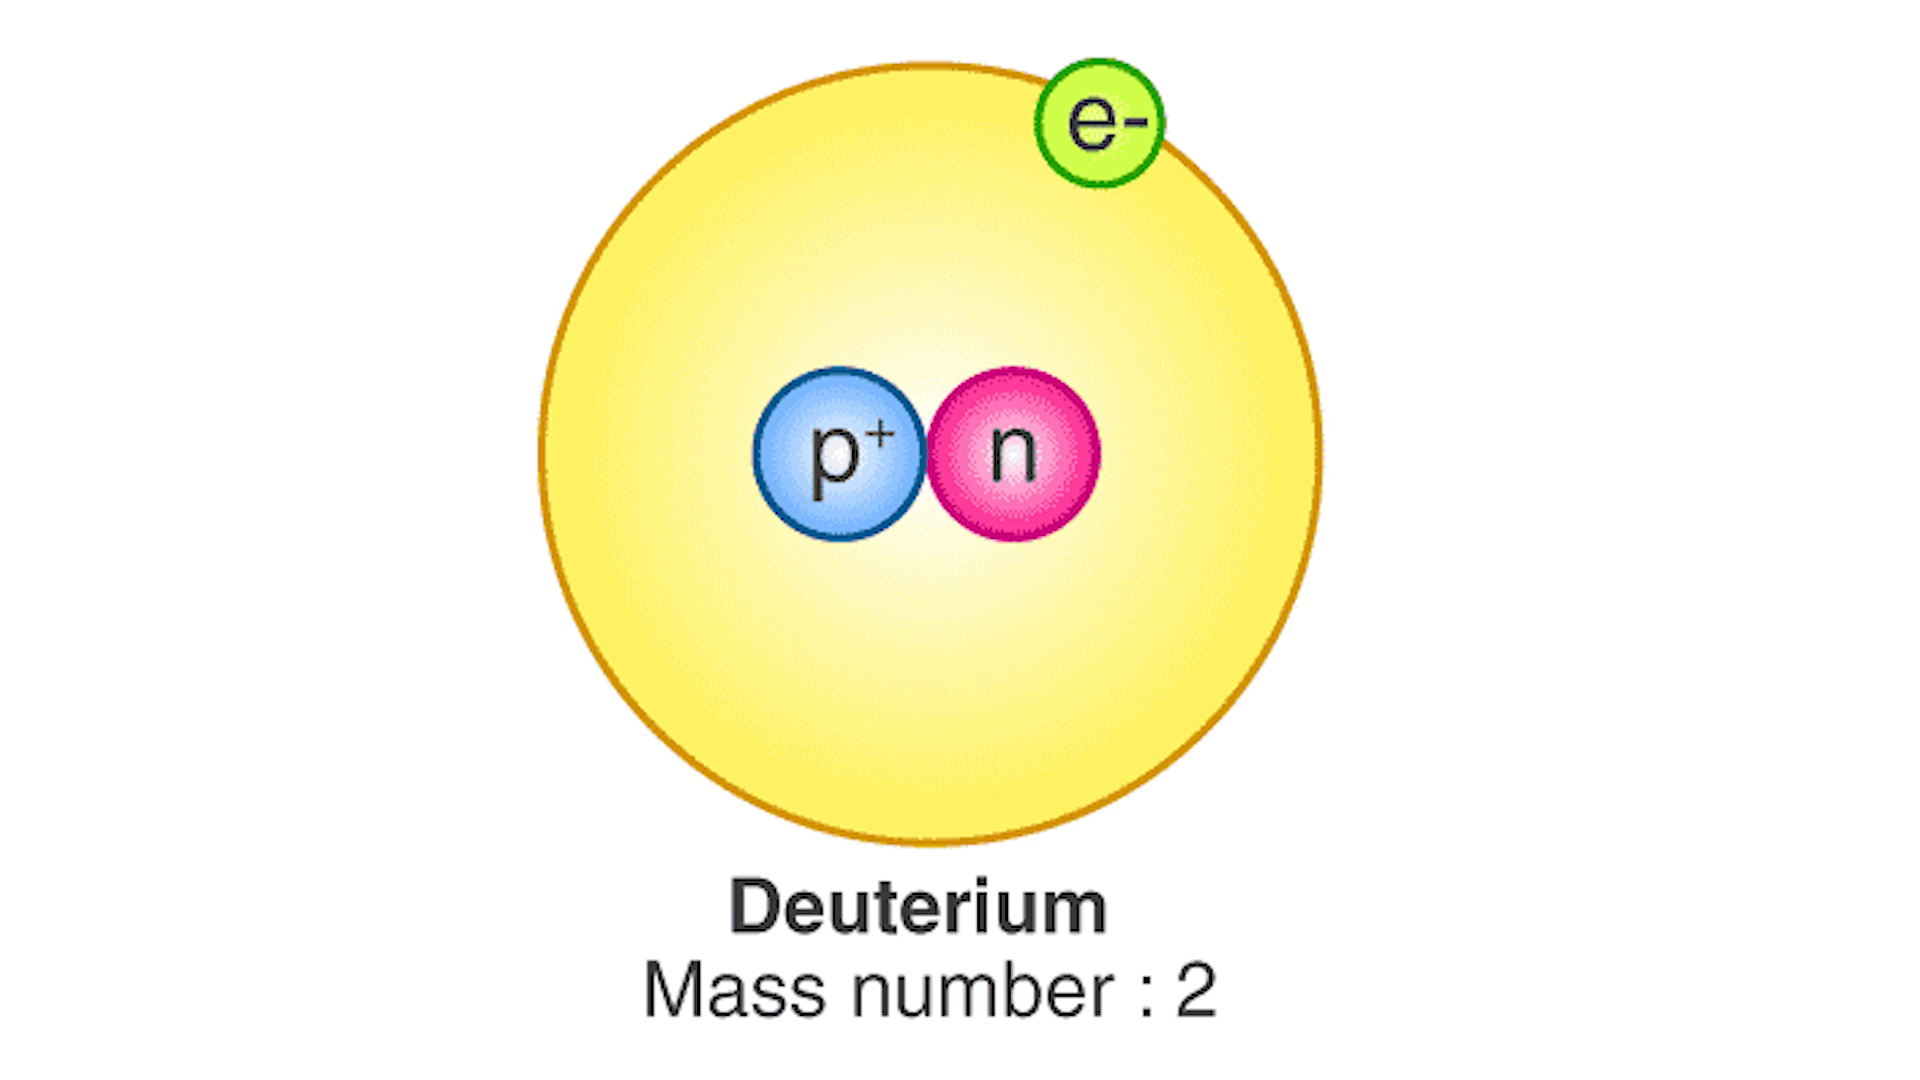 e-
p⁺ n
Deuterium
Mass number : 2